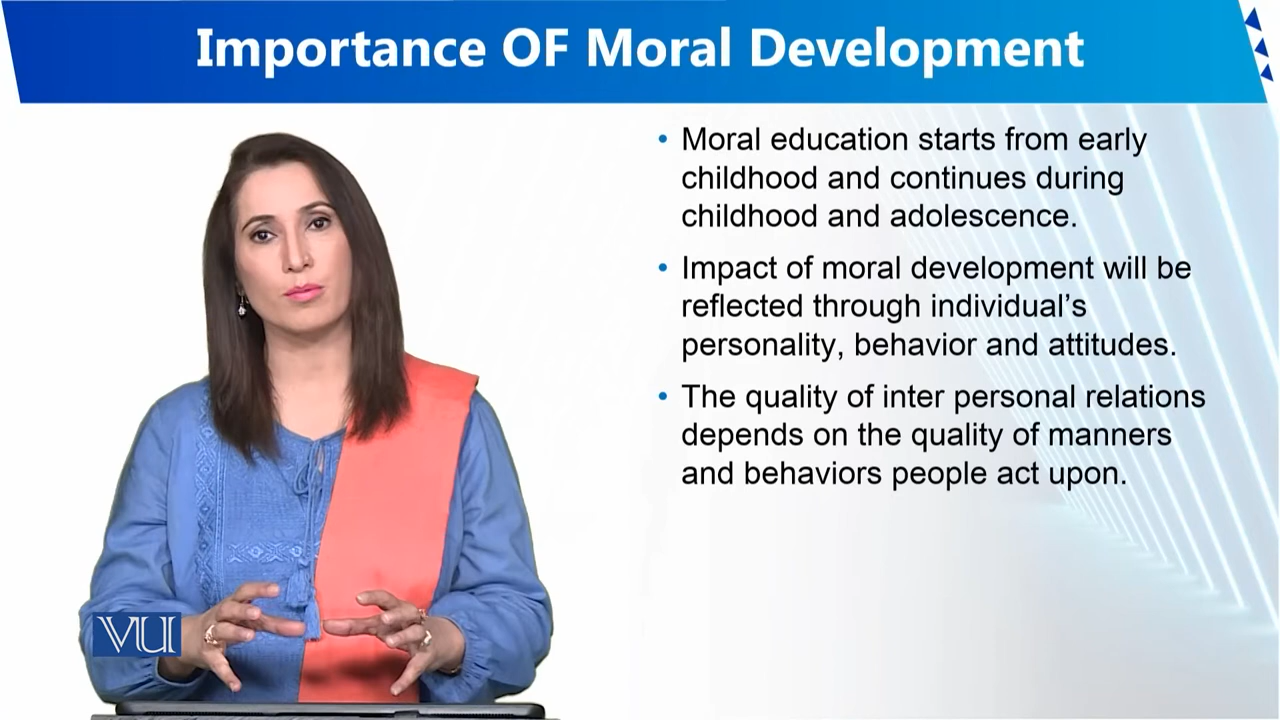 Importance OF Moral Development
• Moral education starts from early
childhood and continues during
childhood and adolescence.
• Impact of moral development will be
reflected through individual’s
personality, behavior and attitudes.
• The quality of inter personal relations
depends on the quality of manners
and behaviors people act upon.
VU